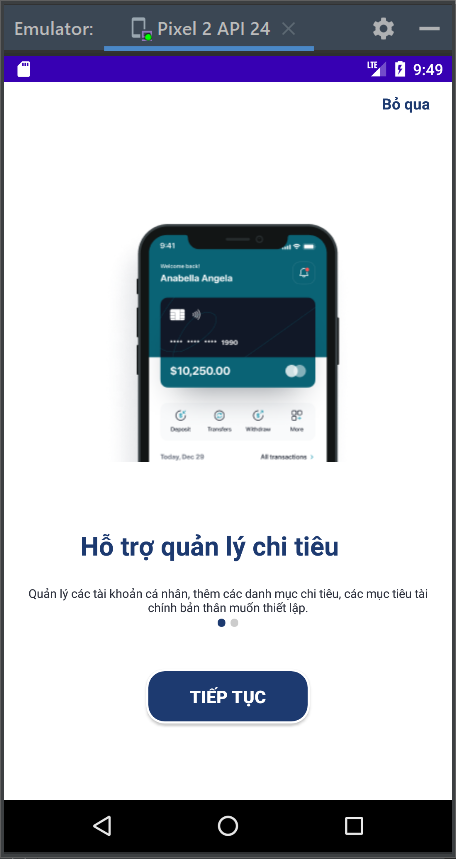 Emulator: Pixel 2 API 24
LTE 9:49
Bỏ qua
9:41
Welcome back!
Anabella Angela
**** **** **** 1990
$10,250.00
Deposit Transfers Withdraw More
Today, Dec 29 All transactions >
Hỗ trợ quản lý chi tiêu
Quản lý các tài khoản cá nhân, thêm các danh mục chi tiêu, các mục tiêu tài
chính bản thân muốn thiết lập.
TIẾP TỤC